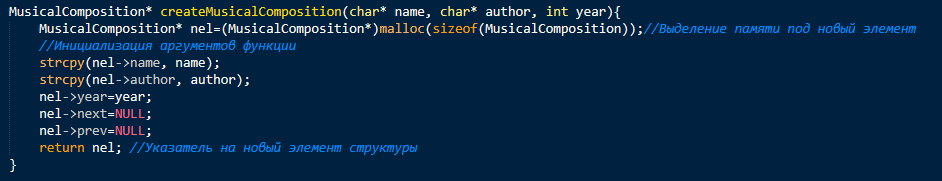 MusicalComposition* createMusicalComposition(char* name, char* author, int year){
MusicalComposition* nel=(MusicalComposition*)malloc(sizeof(MusicalComposition));//Выделение памяти под новый элемент
//Инициализация аргументов функции
strcpy(nel->name, name);
strcpy(nel->author, author);
nel->year=year;
nel->next=NULL;
nel->prev=NULL;
return nel; //Указатель на новый элемент структуры
}